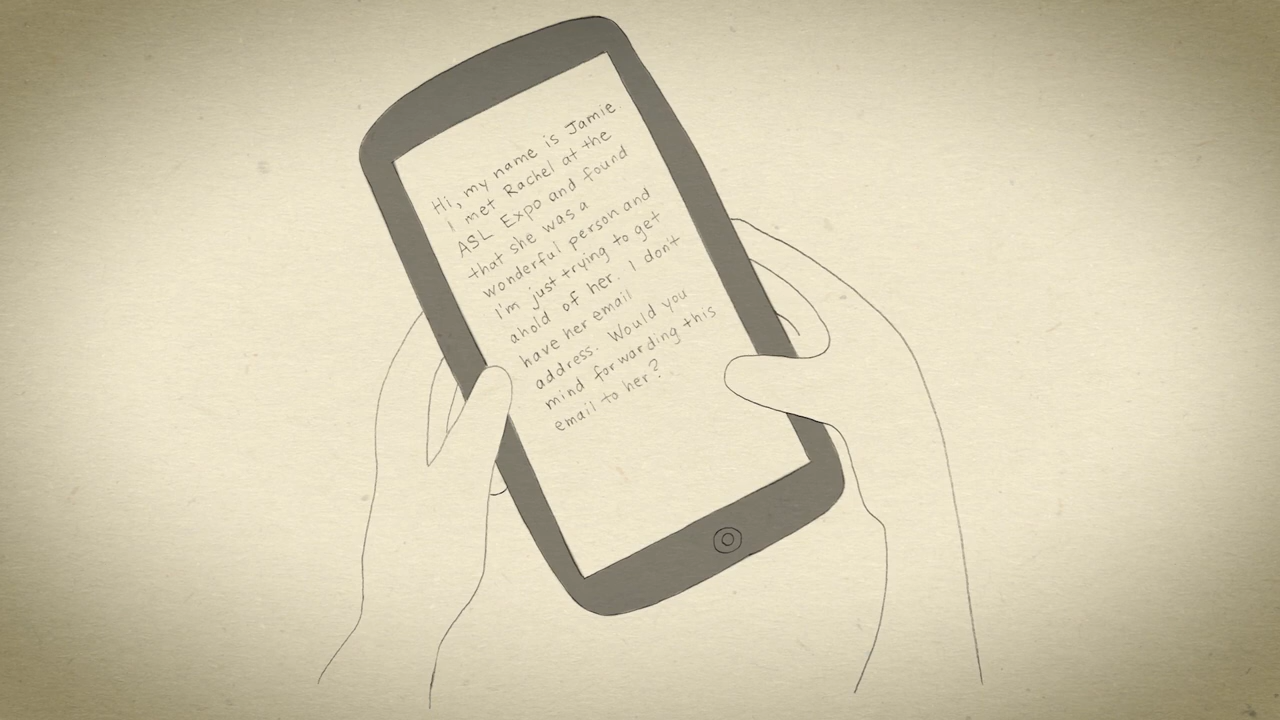 Hi, my name is Jamie.
I met Rachel at the
ASL Expo and found
that she was a
wonderful person and
I'm just trying to get
ahold of her. I don't
have her email
address. Would you
mind forwarding this
email to her?